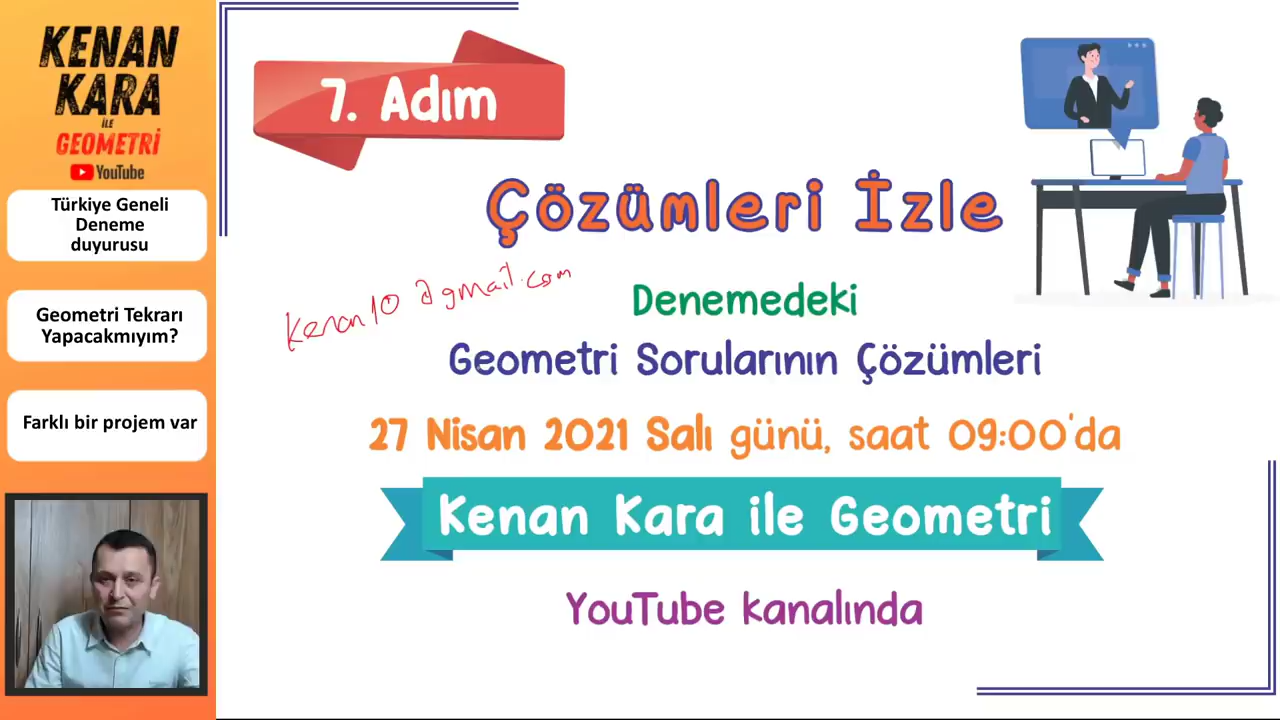 KENAN
KARA
İLE
GEOMETRİ
YouTube
Türkiye Geneli
Deneme
duyurusu
Geometri Tekrarı
Yapacakmıyım?
Farklı bir projem var
7. Adım
Çözümleri İzle
Kenan10@gmail.com
Denemedeki
Geometri Sorularının Çözümleri
27 Nisan 2021 Salı günü, saat 09:00'da
Kenan Kara ile Geometri
YouTube kanalında